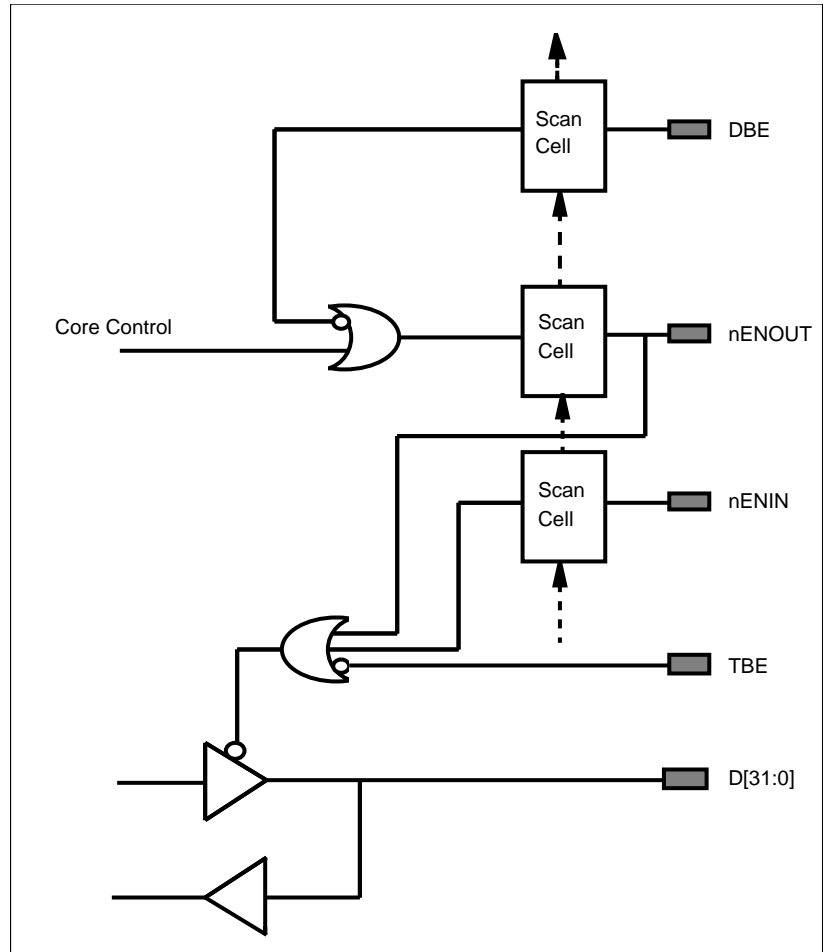 Scan
Cell
DBE
Core Control
Scan
Cell
nENOUT
Scan
Cell
nENIN
TBE
D[31:0]